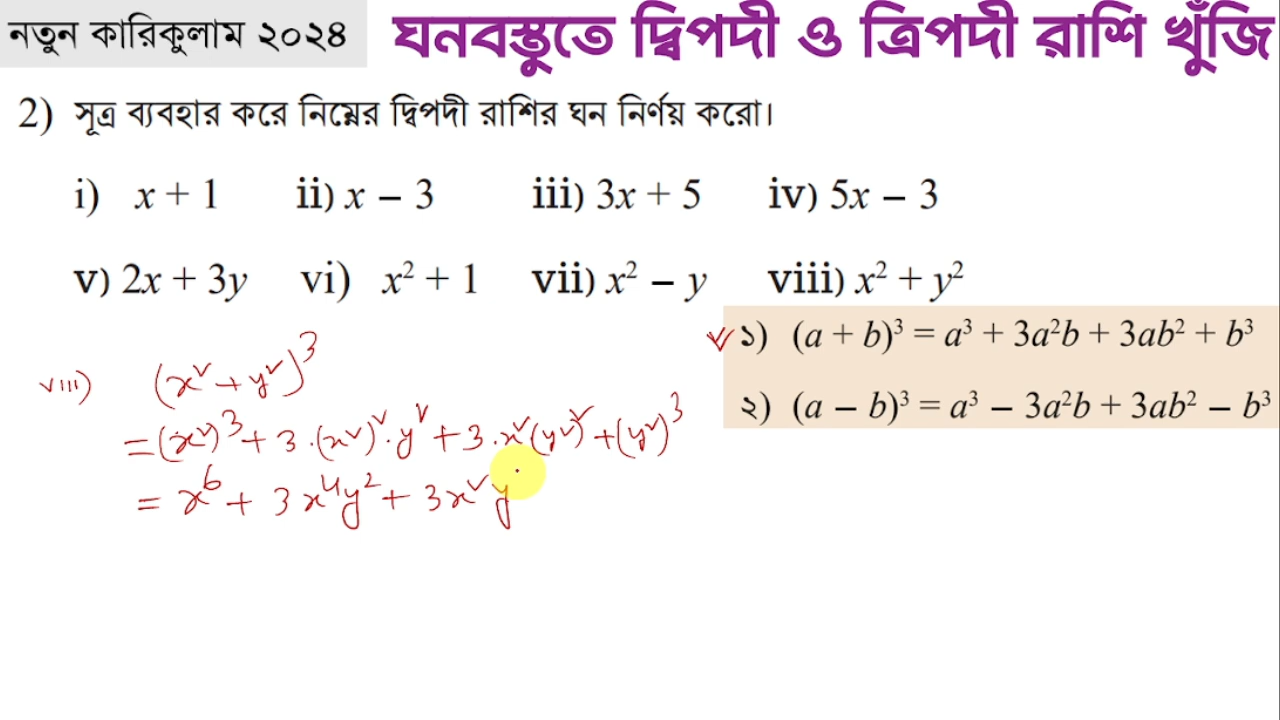 নতুন কারিকুলাম ২০২৪
ঘনবস্তুতে দ্বিপদী ও ত্রিপদী রাশি খুঁজি
2) সূত্র ব্যবহার করে নিম্নের দ্বিপদী রাশির ঘন নির্ণয় করো।
i) x + 1 ii) x – 3 iii) 3x + 5 iv) 5x – 3
v) 2x + 3y vi) x² + 1 vii) x² – y viii) x² + y²
১) (a + b)³ = a³ + 3a²b + 3ab² + b³
২) (a – b)³ = a³ – 3a²b + 3ab² – b³
viii) (x² + y²)³
= (x²)³ + 3·(x²)²·y² + 3·x²(y²)² + (y²)³
= x⁶ + 3x⁴y² + 3x²y